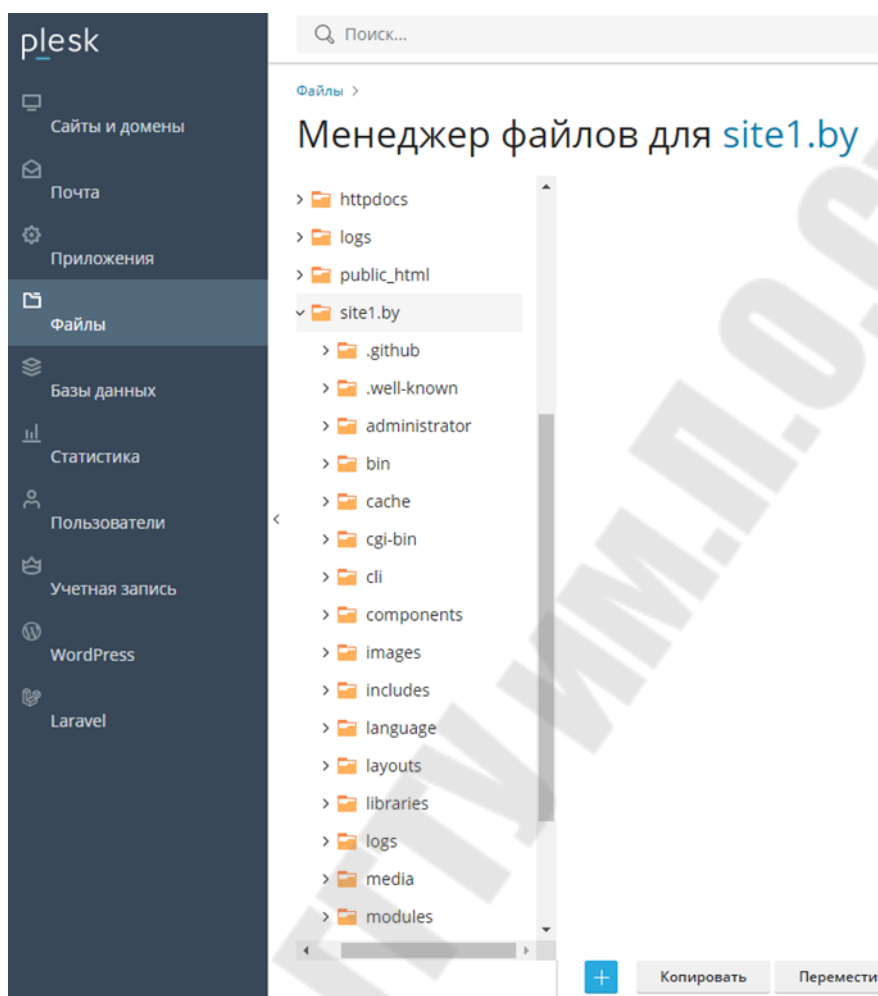 plesk
Поиск...
Сайты и домены
Почта
Приложения
Файлы
Базы данных
Статистика
Пользователи
Учетная запись
WordPress
Laravel
Файлы >
Менеджер файлов для site1.by
httpdocs
logs
public_html
site1.by
.github
.well-known
administrator
bin
cache
cgi-bin
cli
components
images
includes
language
layouts
libraries
logs
media
modules
Копировать
ГГТУ ИМ.П.О.